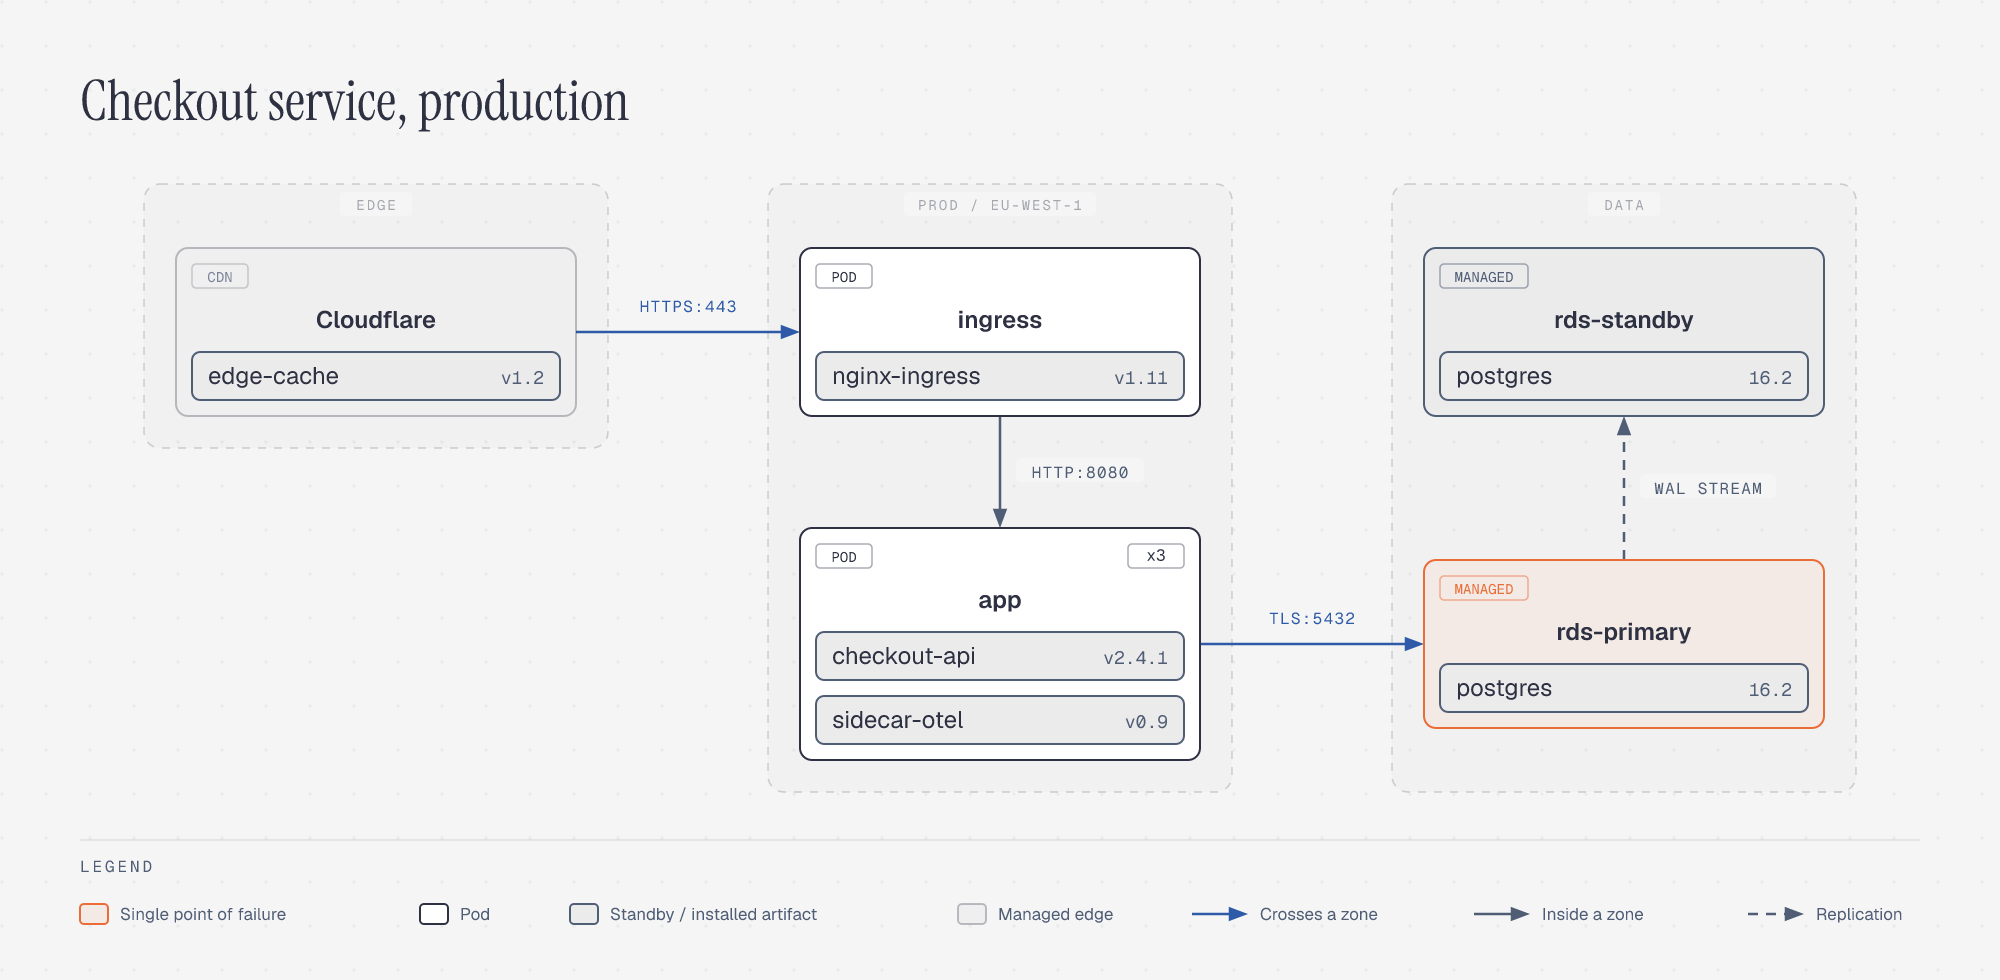 Checkout service, production
EDGE
CDN
Cloudflare
edge-cache v1.2
HTTPS:443
PROD / EU-WEST-1
POD
ingress
nginx-ingress v1.11
HTTP:8080
POD x3
app
checkout-api v2.4.1
sidecar-otel v0.9
TLS:5432
DATA
MANAGED
rds-standby
postgres 16.2
WAL STREAM
MANAGED
rds-primary
postgres 16.2
LEGEND
Single point of failure
Pod
Standby / installed artifact
Managed edge
Crosses a zone
Inside a zone
Replication